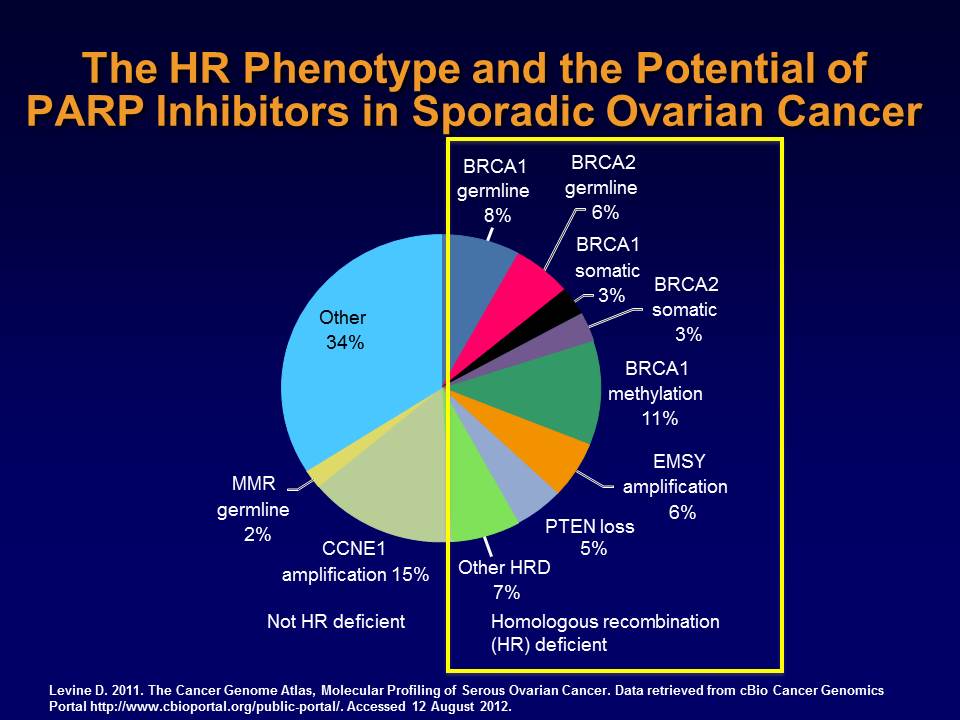 The HR Phenotype and the Potential of
PARP Inhibitors in Sporadic Ovarian Cancer
BRCA1
germline
8%
BRCA2
germline
6%
BRCA1
somatic
3%
BRCA2
somatic
3%
BRCA1
methylation
11%
EMSY
amplification
6%
PTEN loss
5%
Other HRD
7%
CCNE1
amplification 15%
MMR
germline
2%
Other
34%
Not HR deficient
Homologous recombination
(HR) deficient
Levine D. 2011. The Cancer Genome Atlas, Molecular Profiling of Serous Ovarian Cancer. Data retrieved from cBio Cancer Genomics
Portal http://www.cbioportal.org/public-portal/. Accessed 12 August 2012.